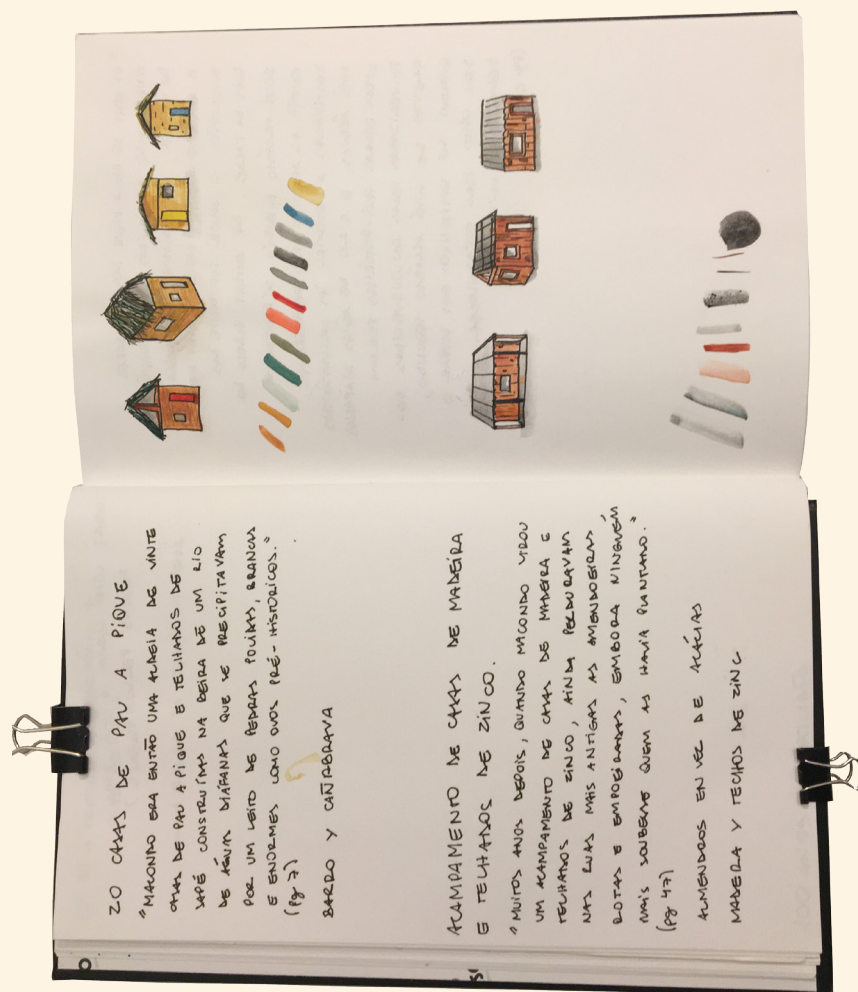 20 CASAS DE PAU A PIQUE
"MACONDO ERA ENTÃO UMA ALDEIA DE VINTE
CASAS DE PAU A PIQUE E TELHADOS DE
SAPÉ CONSTRUÍDAS NA BEIRA DE UM RIO
DE ÁGUAS DIÁFANAS QUE SE PRECIPITAVAM
POR UM LEITO DE PEDRAS POLIDAS, BRANCAS
E ENORMES COMO OVOS PRÉ-HISTÓRICOS."
(pg 7)
BARRO Y CAÑABRAVA
ACAMPAMENTO DE CASAS DE MADEIRA
E TELHADOS DE ZINCO.
"MUITOS ANOS DEPOIS, QUANDO MACONDO VIROU
UM ACAMPAMENTO DE CASAS DE MADEIRA E
TELHADOS DE ZINCO, AINDA PERDURAVAM
NAS RUAS MAIS ANTIGAS AS AMENDOEIRAS
ROTAS E EMPOEIRADAS, EMBORA NINGUÉM
MAIS SOUBESSE QUEM AS HAVIA PLANTADO."
(pg 47)
ALMENDROS EN VEZ DE ACÁCIAS
MADEIRA Y TECHOS DE ZINC